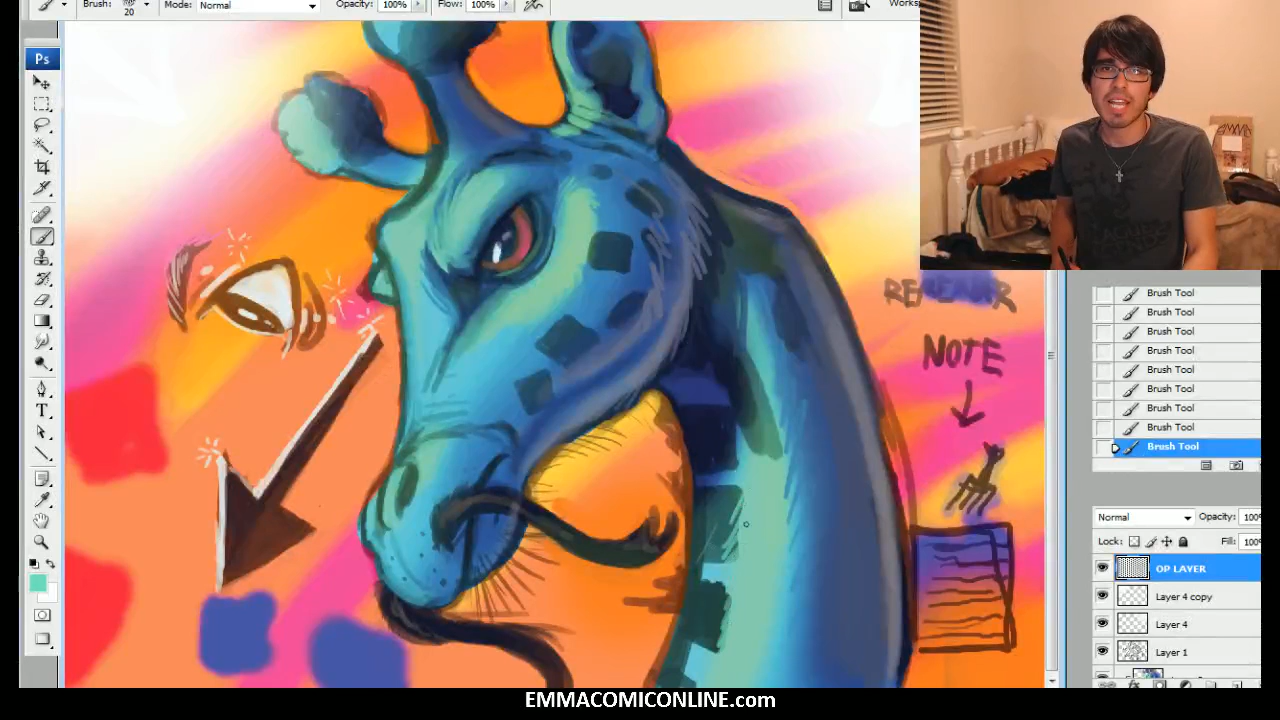 Brush: 20 Mode: Normal Opacity: 100% Flow: 100%
Ps
NOTE
Brush Tool
Brush Tool
Brush Tool
Brush Tool
Brush Tool
Brush Tool
Brush Tool
Brush Tool
Brush Tool
Normal Opacity: 100%
Lock: Fill: 100%
OP LAYER
Layer 4 copy
Layer 4
Layer 1
EMMACOMICONLINE.com